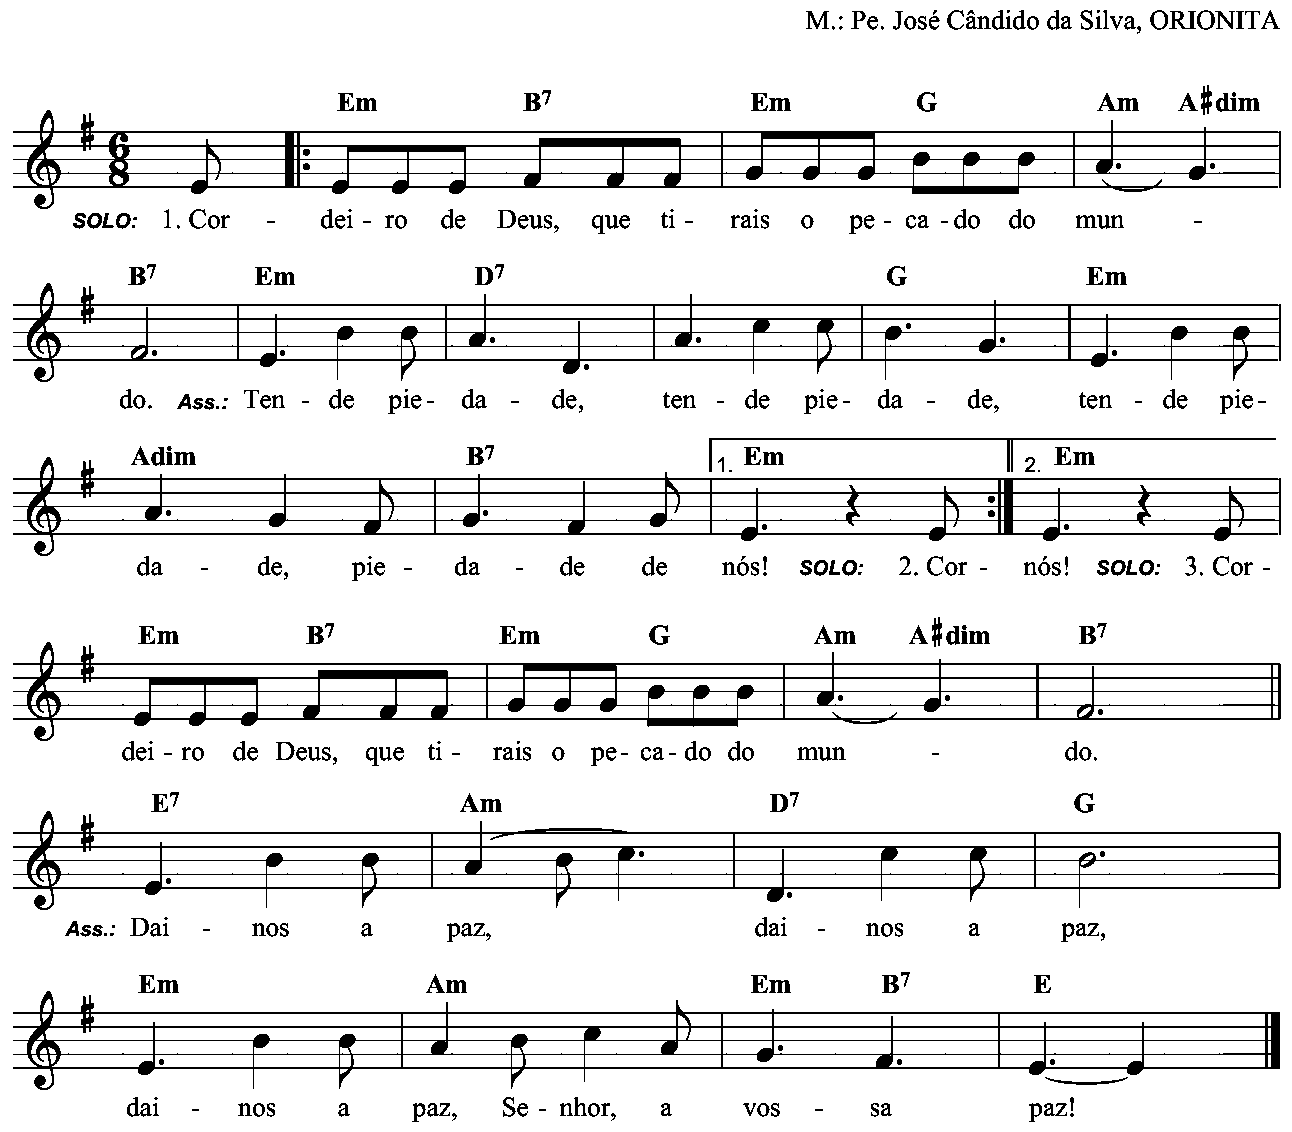 M.: Pe. José Cândido da Silva, ORIONITA
Em B7 Em G Am A#dim
6
8
SOLO: 1. Cor - dei - ro de Deus, que ti - rais o pe - ca - do do mun -
B7 Em D7 G Em
do. Ass.: Ten - de pie - da - de, ten - de pie - da - de, ten - de pie -
Adim B7 1. Em 2. Em
da - de, pie - da - de de nós! SOLO: 2. Cor - nós! SOLO: 3. Cor -
Em B7 Em G Am A#dim B7
dei - ro de Deus, que ti - rais o pe - ca - do do mun - do.
E7 Am D7 G
Ass.: Dai - nos a paz, dai - nos a paz,
Em Am Em B7 E
dai - nos a paz, Se - nhor, a vos - sa paz!